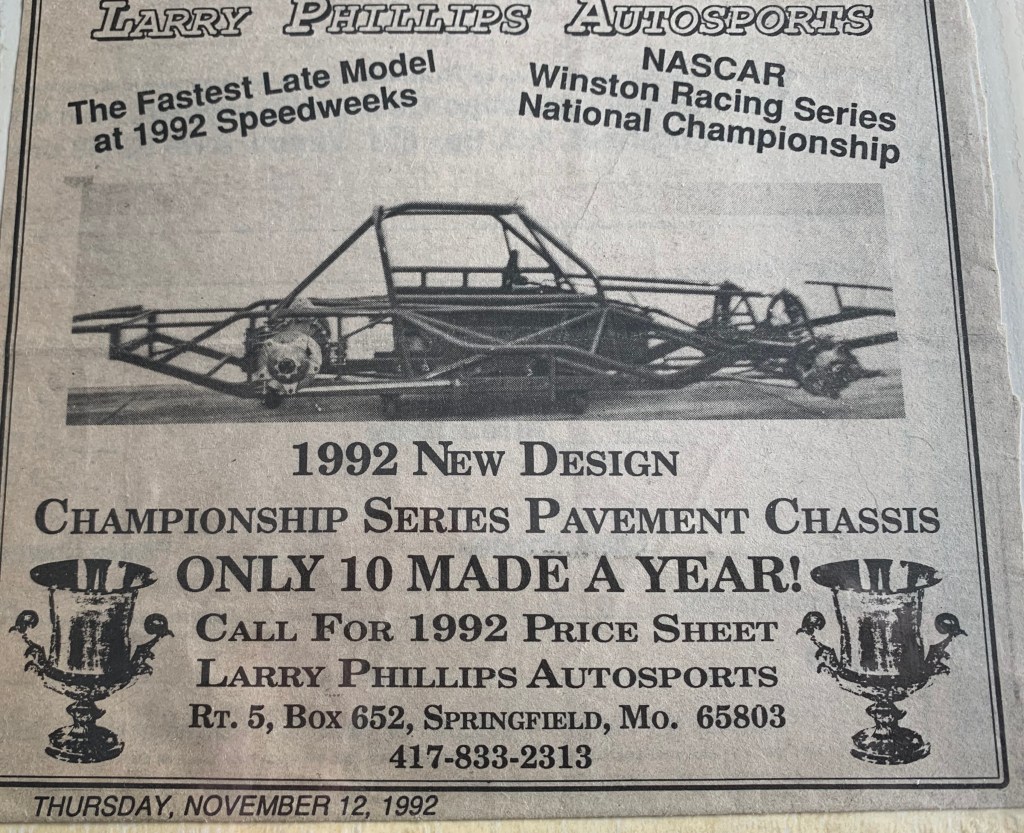 LARRY PHILLIPS AUTOSPORTS
The Fastest Late Model
at 1992 Speedweeks
NASCAR
Winston Racing Series
National Championship
1992 NEW DESIGN
CHAMPIONSHIP SERIES PAVEMENT CHASSIS
ONLY 10 MADE A YEAR!
CALL FOR 1992 PRICE SHEET
LARRY PHILLIPS AUTOSPORTS
RT. 5, BOX 652, SPRINGFIELD, MO. 65803
417-833-2313
THURSDAY, NOVEMBER 12, 1992